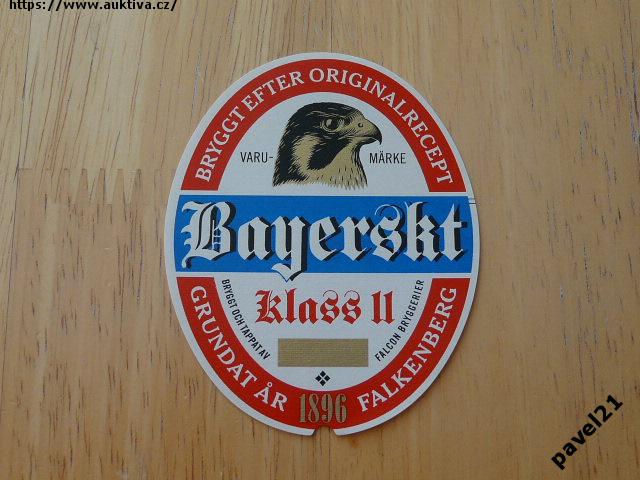 https://www.auktiva.cz/
BRYGGT EFTER ORIGINALRECEPT
VARU-MÄRKE
Bayerskt
Klass II
BRYGGT OCH TAPPAT AV
FALCON BRYGGERIER
GRUNDAT ÅR 1896 FALKENBERG
pavel21